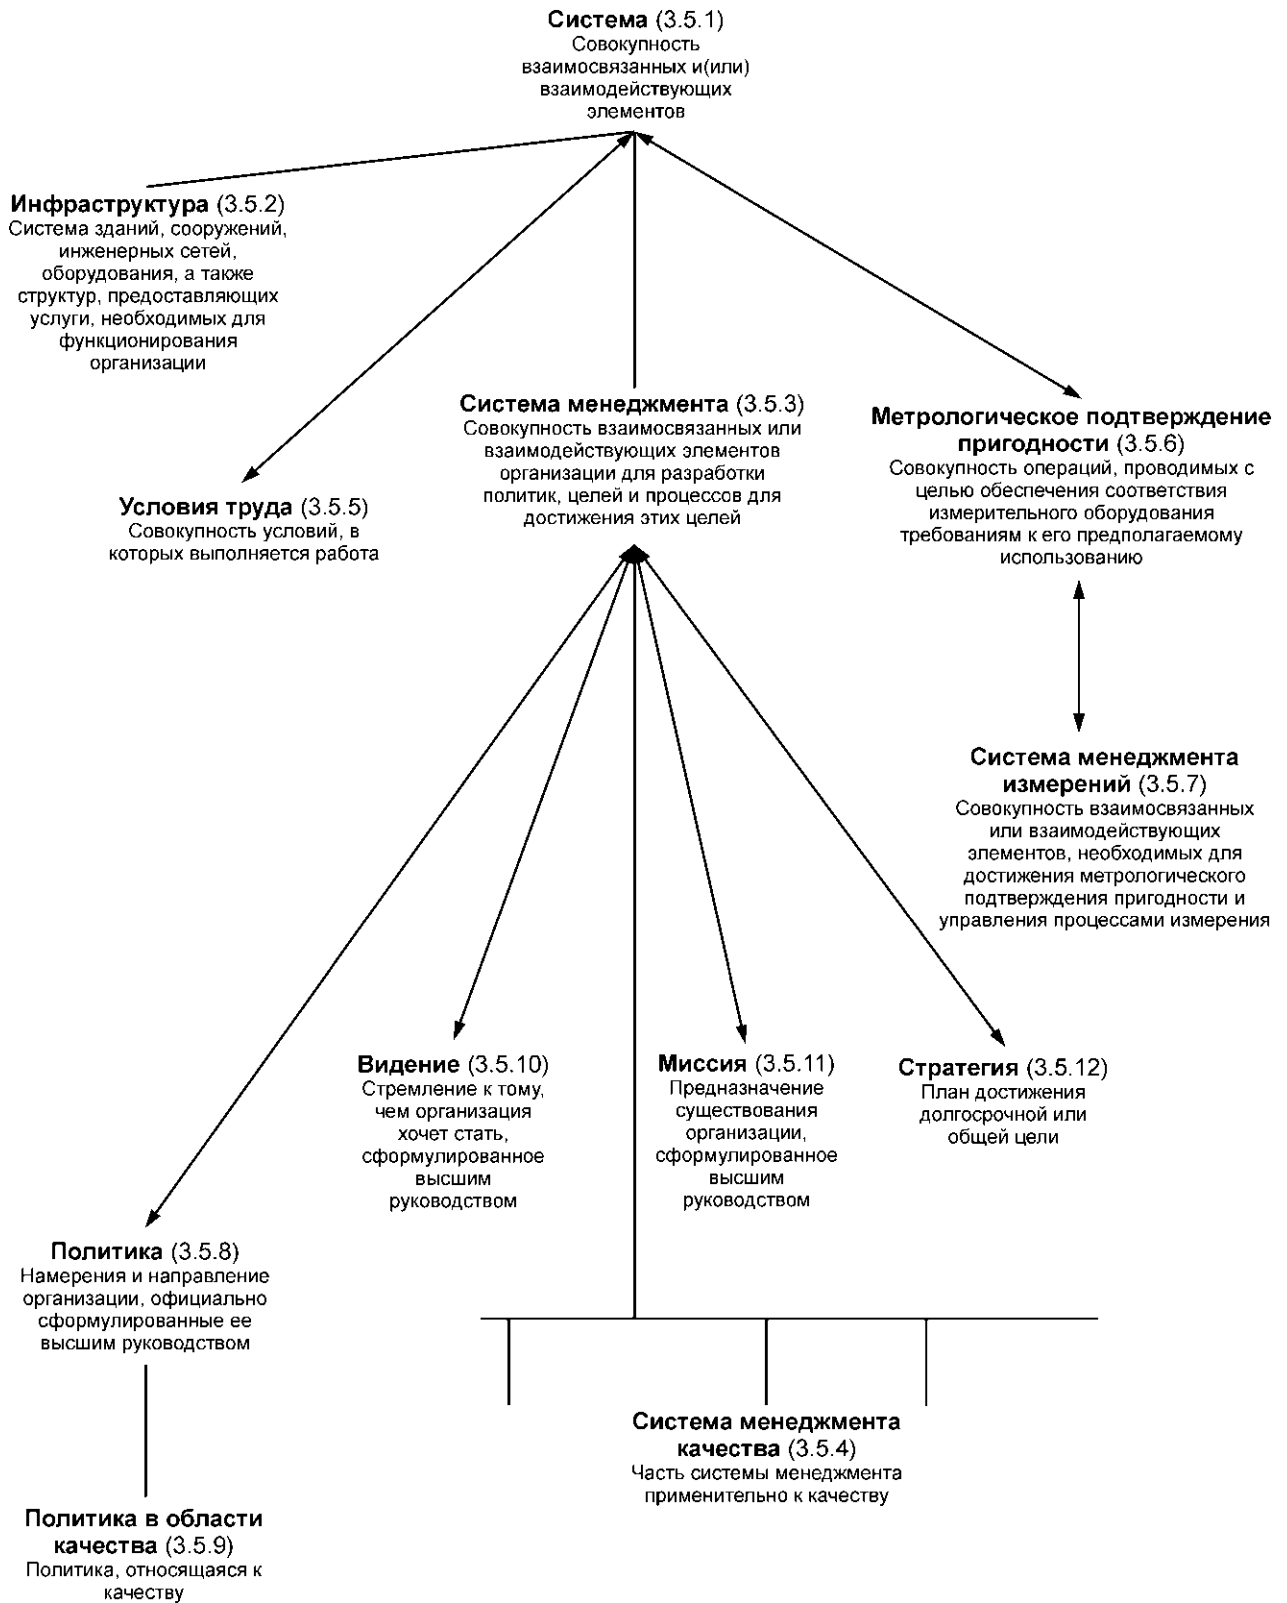 Система (3.5.1)
Совокупность
взаимосвязанных и(или)
взаимодействующих
элементов
Инфраструктура (3.5.2)
Система зданий, сооружений,
инженерных сетей,
оборудования, а также
структур, предоставляющих
услуги, необходимых для
функционирования
организации
Система менеджмента (3.5.3)
Совокупность взаимосвязанных или
взаимодействующих элементов
организации для разработки
политик, целей и процессов для
достижения этих целей
Метрологическое подтверждение
пригодности (3.5.6)
Совокупность операций, проводимых с
целью обеспечения соответствия
измерительного оборудования
требованиям к его предполагаемому
использованию
Условия труда (3.5.5)
Совокупность условий, в
которых выполняется работа
Система менеджмента
измерений (3.5.7)
Совокупность взаимосвязанных
или взаимодействующих
элементов, необходимых для
достижения метрологического
подтверждения пригодности и
управления процессами измерения
Видение (3.5.10)
Стремление к тому,
чем организация
хочет стать,
сформулированное
высшим
руководством
Миссия (3.5.11)
Предназначение
существования
организации,
сформулированное
высшим
руководством
Стратегия (3.5.12)
План достижения
долгосрочной или
общей цели
Политика (3.5.8)
Намерения и направление
организации, официально
сформулированные ее
высшим руководством
Система менеджмента
качества (3.5.4)
Часть системы менеджмента
применительно к качеству
Политика в области
качества (3.5.9)
Политика, относящаяся к
качеству